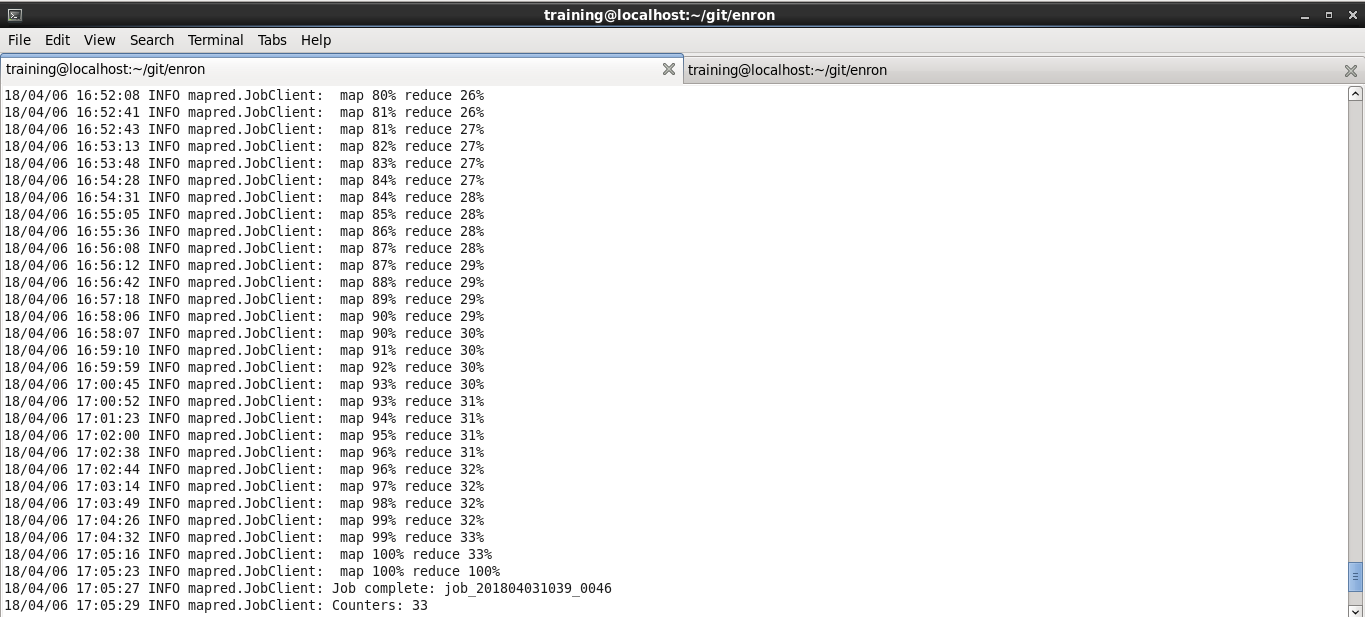 training@localhost:~/git/enron
File Edit View Search Terminal Tabs Help
training@localhost:~/git/enron training@localhost:~/git/enron
18/04/06 16:52:08 INFO mapred.JobClient:  map 80% reduce 26%
18/04/06 16:52:41 INFO mapred.JobClient:  map 81% reduce 26%
18/04/06 16:52:43 INFO mapred.JobClient:  map 81% reduce 27%
18/04/06 16:53:13 INFO mapred.JobClient:  map 82% reduce 27%
18/04/06 16:53:48 INFO mapred.JobClient:  map 83% reduce 27%
18/04/06 16:54:28 INFO mapred.JobClient:  map 84% reduce 27%
18/04/06 16:54:31 INFO mapred.JobClient:  map 84% reduce 28%
18/04/06 16:55:05 INFO mapred.JobClient:  map 85% reduce 28%
18/04/06 16:55:36 INFO mapred.JobClient:  map 86% reduce 28%
18/04/06 16:56:08 INFO mapred.JobClient:  map 87% reduce 28%
18/04/06 16:56:12 INFO mapred.JobClient:  map 87% reduce 29%
18/04/06 16:56:42 INFO mapred.JobClient:  map 88% reduce 29%
18/04/06 16:57:18 INFO mapred.JobClient:  map 89% reduce 29%
18/04/06 16:58:06 INFO mapred.JobClient:  map 90% reduce 29%
18/04/06 16:58:07 INFO mapred.JobClient:  map 90% reduce 30%
18/04/06 16:59:10 INFO mapred.JobClient:  map 91% reduce 30%
18/04/06 16:59:59 INFO mapred.JobClient:  map 92% reduce 30%
18/04/06 17:00:45 INFO mapred.JobClient:  map 93% reduce 30%
18/04/06 17:00:52 INFO mapred.JobClient:  map 93% reduce 31%
18/04/06 17:01:23 INFO mapred.JobClient:  map 94% reduce 31%
18/04/06 17:02:00 INFO mapred.JobClient:  map 95% reduce 31%
18/04/06 17:02:38 INFO mapred.JobClient:  map 96% reduce 31%
18/04/06 17:02:44 INFO mapred.JobClient:  map 96% reduce 32%
18/04/06 17:03:14 INFO mapred.JobClient:  map 97% reduce 32%
18/04/06 17:03:49 INFO mapred.JobClient:  map 98% reduce 32%
18/04/06 17:04:26 INFO mapred.JobClient:  map 99% reduce 32%
18/04/06 17:04:32 INFO mapred.JobClient:  map 99% reduce 33%
18/04/06 17:05:16 INFO mapred.JobClient:  map 100% reduce 33%
18/04/06 17:05:23 INFO mapred.JobClient:  map 100% reduce 100%
18/04/06 17:05:27 INFO mapred.JobClient: Job complete: job_201804031039_0046
18/04/06 17:05:29 INFO mapred.JobClient: Counters: 33